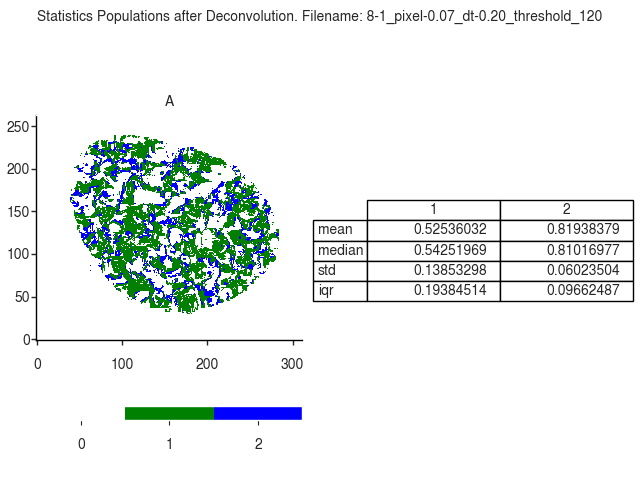 Statistics Populations after Deconvolution. Filename: 8-1_pixel-0.07_dt-0.20_threshold_120
A
250
200
150
100
50
0
0 100 200 300
0 1 2
1 2
mean 0.52536032 0.81938379
median 0.54251969 0.81016977
std 0.13853298 0.06023504
iqr 0.19384514 0.09662487